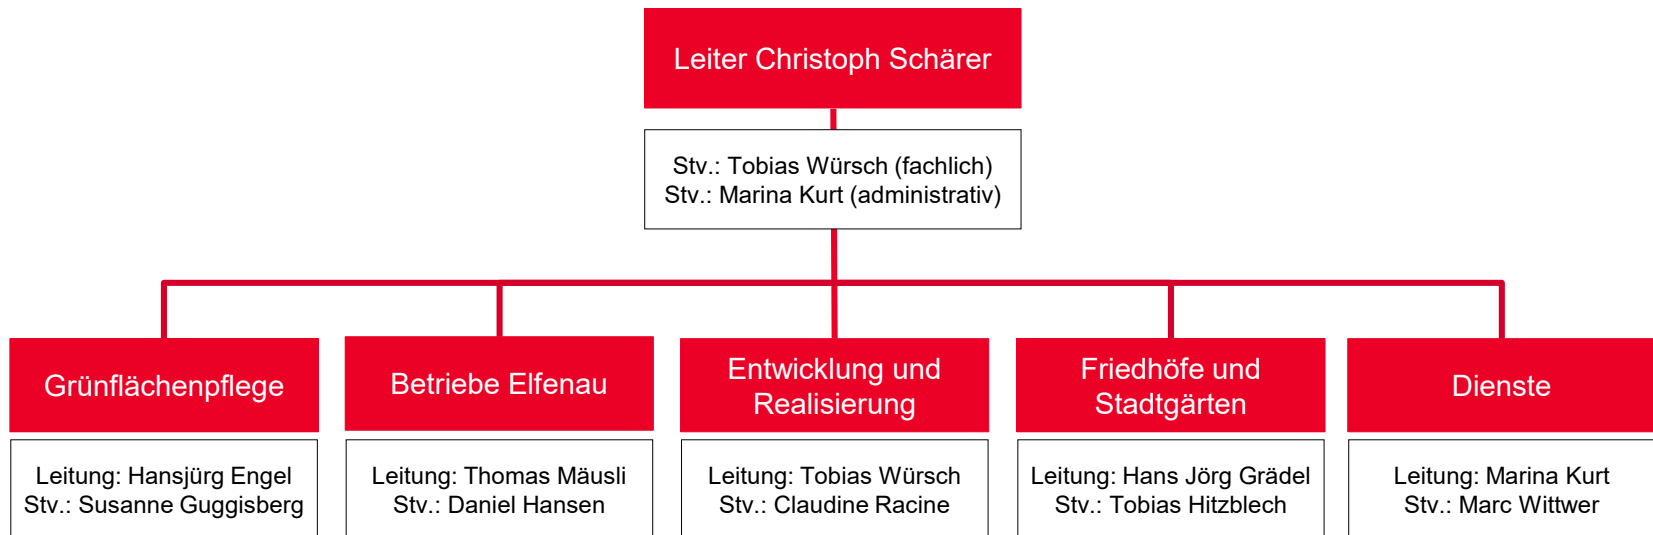 Leiter Christoph Schärer
Stv.: Tobias Würsch (fachlich)
Stv.: Marina Kurt (administrativ)
Grünflächenpflege
Leitung: Hansjürg Engel
Stv.: Susanne Guggisberg
Betriebe Elfenau
Leitung: Thomas Mäusli
Stv.: Daniel Hansen
Entwicklung und
Realisierung
Leitung: Tobias Würsch
Stv.: Claudine Racine
Friedhöfe und
Stadtgärten
Leitung: Hans Jörg Grädel
Stv.: Tobias Hitzblech
Dienste
Leitung: Marina Kurt
Stv.: Marc Wittwer